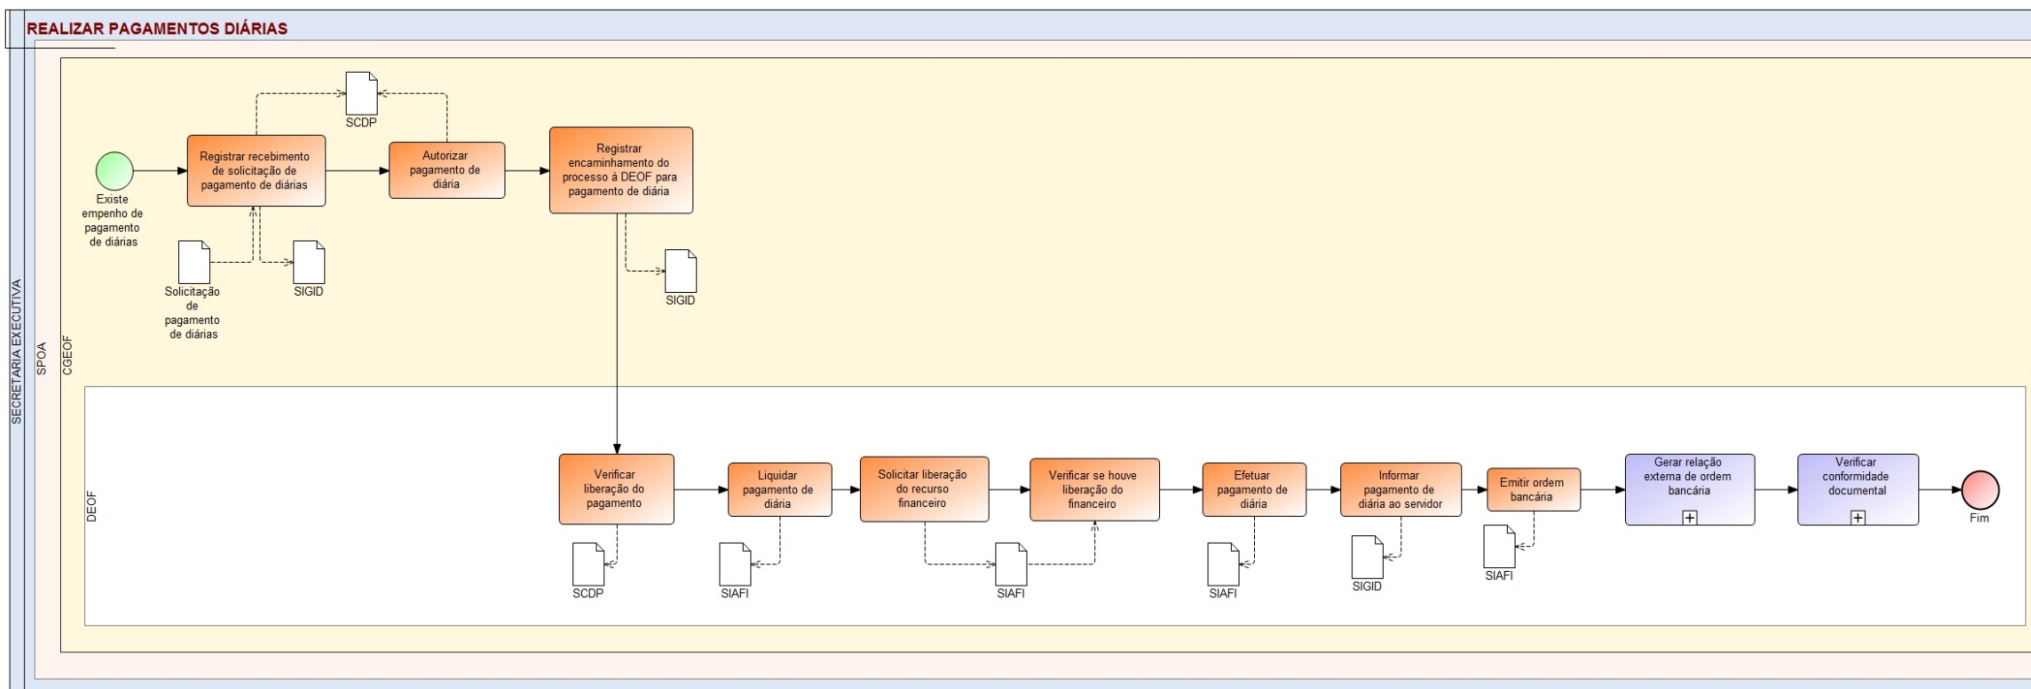 REALIZAR PAGAMENTOS DIÁRIAS
SECRETARIA EXECUTIVA
SPOA
CGEOF
SCDP
Existe
empenho de
pagamento
de diárias
Registrar recebimento
de solicitação de
pagamento de diárias
Autorizar
pagamento de
diária
Registrar
encaminhamento do
processo à DEOF para
pagamento de diária
Solicitação
de
pagamento
de diárias
SIGID
SIGID
DEOF
Verificar
liberação do
pagamento
Liquidar
pagamento de
diária
Solicitar liberação
do recurso
financeiro
Verificar se houve
liberação do
financeiro
Efetuar
pagamento de
diária
Informar
pagamento de
diária ao servidor
Emitir ordem
bancária
Gerar relação
externa de ordem
bancária
Verificar
conformidade
documental
Fim
SCDP
SIAFI
SIAFI
SIAFI
SIGID
SIAFI